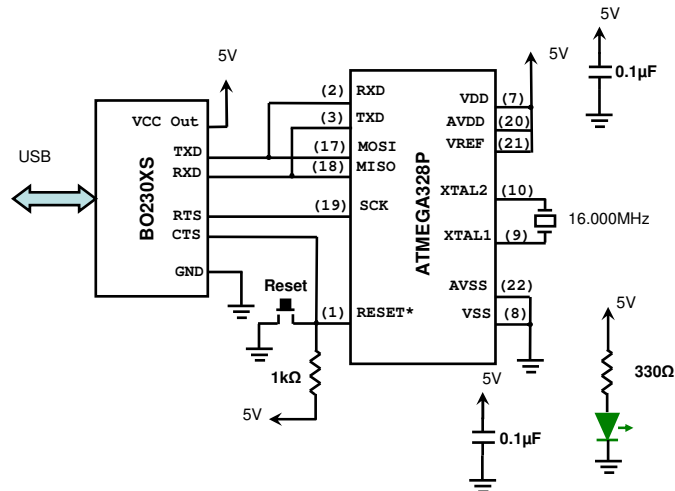 5V
5V
5V
0.1µF
(2) RXD
(3) TXD
(17) MOSI
(18) MISO
(19) SCK
(1) RESET*
VDD (7)
AVDD (20)
VREF (21)
XTAL2 (10)
XTAL1 (9)
AVSS (22)
VSS (8)
ATMEGA328P
16.000MHz
USB
BO230XS
VCC Out
TXD
RXD
RTS
CTS
GND
Reset
1kΩ
5V
5V
0.1µF
5V
330Ω